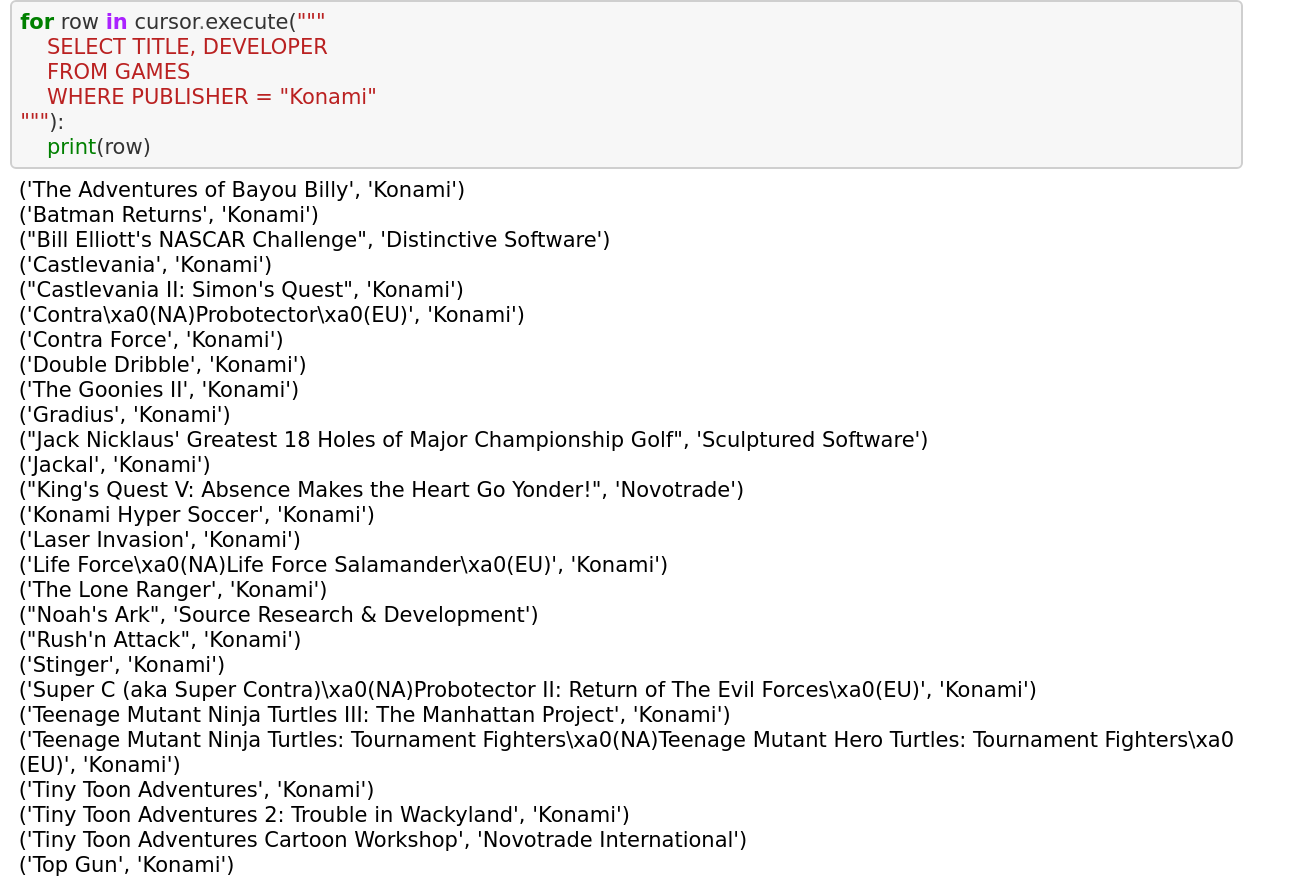 for row in cursor.execute("""
    SELECT TITLE, DEVELOPER
    FROM GAMES
    WHERE PUBLISHER = "Konami"
"""):
    print(row)
('The Adventures of Bayou Billy', 'Konami')
('Batman Returns', 'Konami')
("Bill Elliott's NASCAR Challenge", 'Distinctive Software')
('Castlevania', 'Konami')
("Castlevania II: Simon's Quest", 'Konami')
('Contra\xa0(NA)Probotector\xa0(EU)', 'Konami')
('Contra Force', 'Konami')
('Double Dribble', 'Konami')
('The Goonies II', 'Konami')
('Gradius', 'Konami')
("Jack Nicklaus' Greatest 18 Holes of Major Championship Golf", 'Sculptured Software')
('Jackal', 'Konami')
("King's Quest V: Absence Makes the Heart Go Yonder!", 'Novotrade')
('Konami Hyper Soccer', 'Konami')
('Laser Invasion', 'Konami')
('Life Force\xa0(NA)Life Force Salamander\xa0(EU)', 'Konami')
('The Lone Ranger', 'Konami')
("Noah's Ark", 'Source Research & Development')
("Rush'n Attack", 'Konami')
('Stinger', 'Konami')
('Super C (aka Super Contra)\xa0(NA)Probotector II: Return of The Evil Forces\xa0(EU)', 'Konami')
('Teenage Mutant Ninja Turtles III: The Manhattan Project', 'Konami')
('Teenage Mutant Ninja Turtles: Tournament Fighters\xa0(NA)Teenage Mutant Hero Turtles: Tournament Fighters\xa0
(EU)', 'Konami')
('Tiny Toon Adventures', 'Konami')
('Tiny Toon Adventures 2: Trouble in Wackyland', 'Konami')
('Tiny Toon Adventures Cartoon Workshop', 'Novotrade International')
('Top Gun', 'Konami')